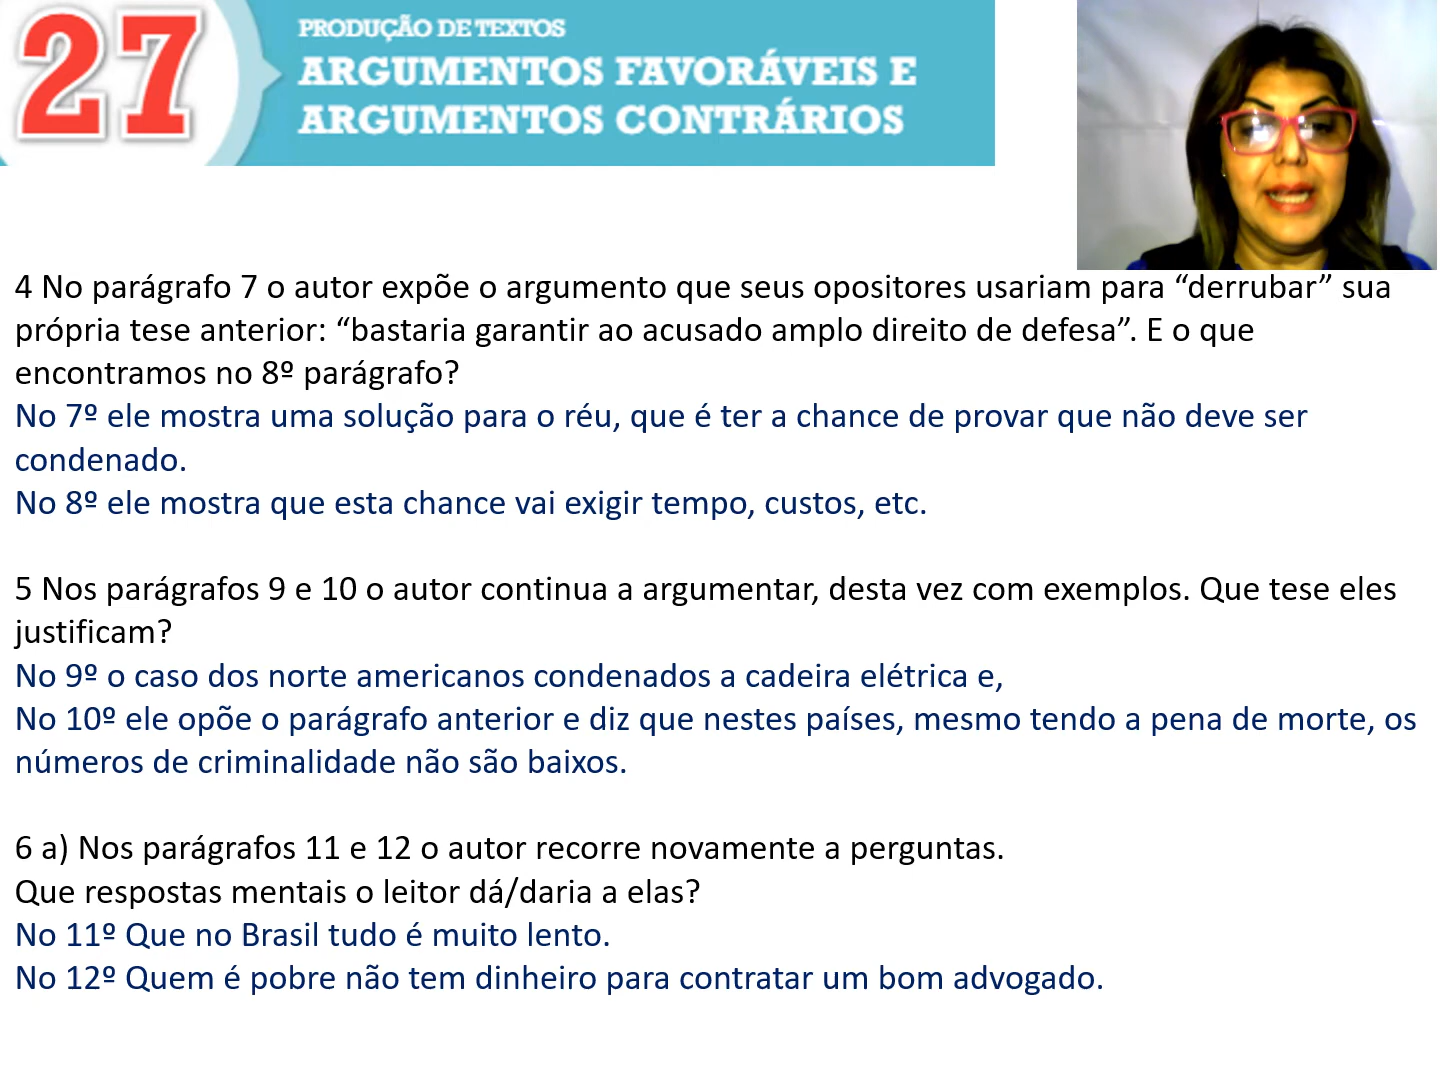 27
PRODUÇÃO DE TEXTOS
ARGUMENTOS FAVORÁVEIS E
ARGUMENTOS CONTRÁRIOS
4 No parágrafo 7 o autor expõe o argumento que seus opositores usariam para “derrubar” sua
própria tese anterior: “bastaria garantir ao acusado amplo direito de defesa”. E o que
encontramos no 8º parágrafo?
No 7º ele mostra uma solução para o réu, que é ter a chance de provar que não deve ser
condenado.
No 8º ele mostra que esta chance vai exigir tempo, custos, etc.
5 Nos parágrafos 9 e 10 o autor continua a argumentar, desta vez com exemplos. Que tese eles
justificam?
No 9º o caso dos norte americanos condenados a cadeira elétrica e,
No 10º ele opõe o parágrafo anterior e diz que nestes países, mesmo tendo a pena de morte, os
números de criminalidade não são baixos.
6 a) Nos parágrafos 11 e 12 o autor recorre novamente a perguntas.
Que respostas mentais o leitor dá/daria a elas?
No 11º Que no Brasil tudo é muito lento.
No 12º Quem é pobre não tem dinheiro para contratar um bom advogado.